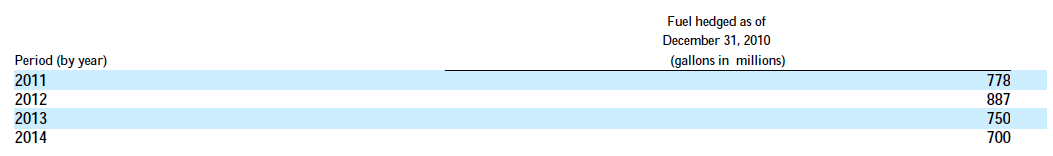 Fuel hedged as of
December 31, 2010
Period (by year) (gallons in millions)
2011 778
2012 887
2013 750
2014 700